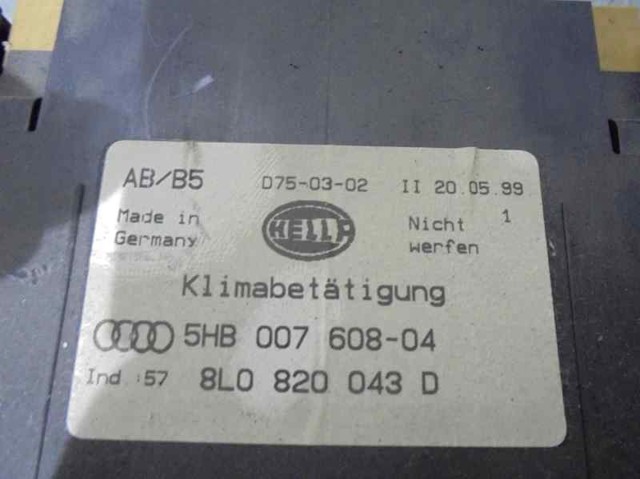 AB/B5 D75-03-02 II 20.05.99
Made in Germany
HELLA
Nicht werfen
1
Klimabetätigung
5HB 007 608-04
Ind.:57 8L0 820 043 D